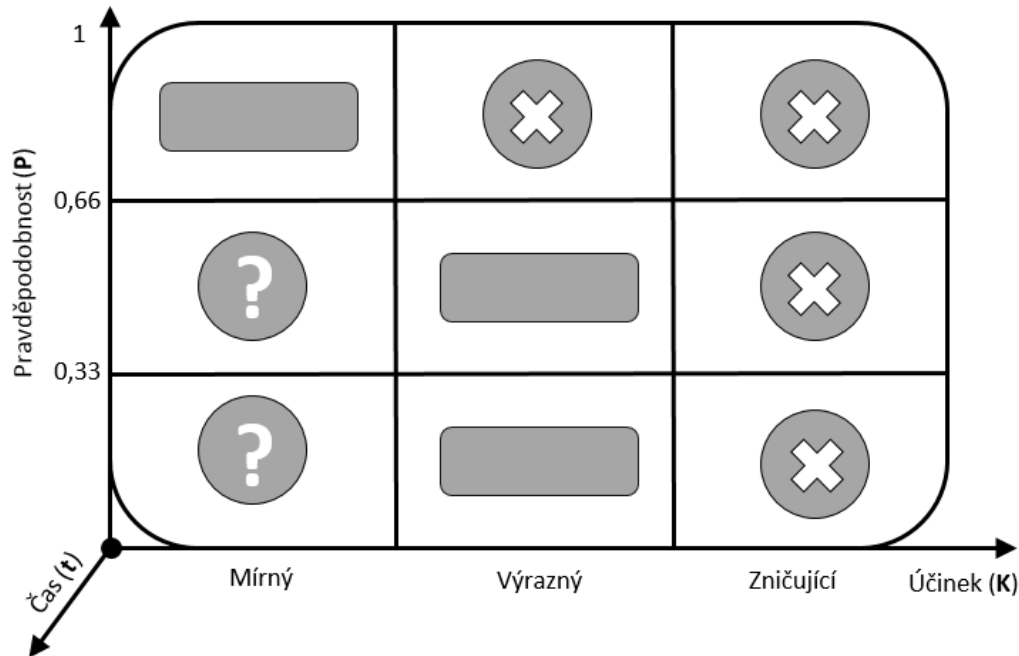 1
Pravděpodobnost (P)
0,66
?
0,33
?
Čas (t)
Mírný
Výrazný
Zničující
Účinek (K)